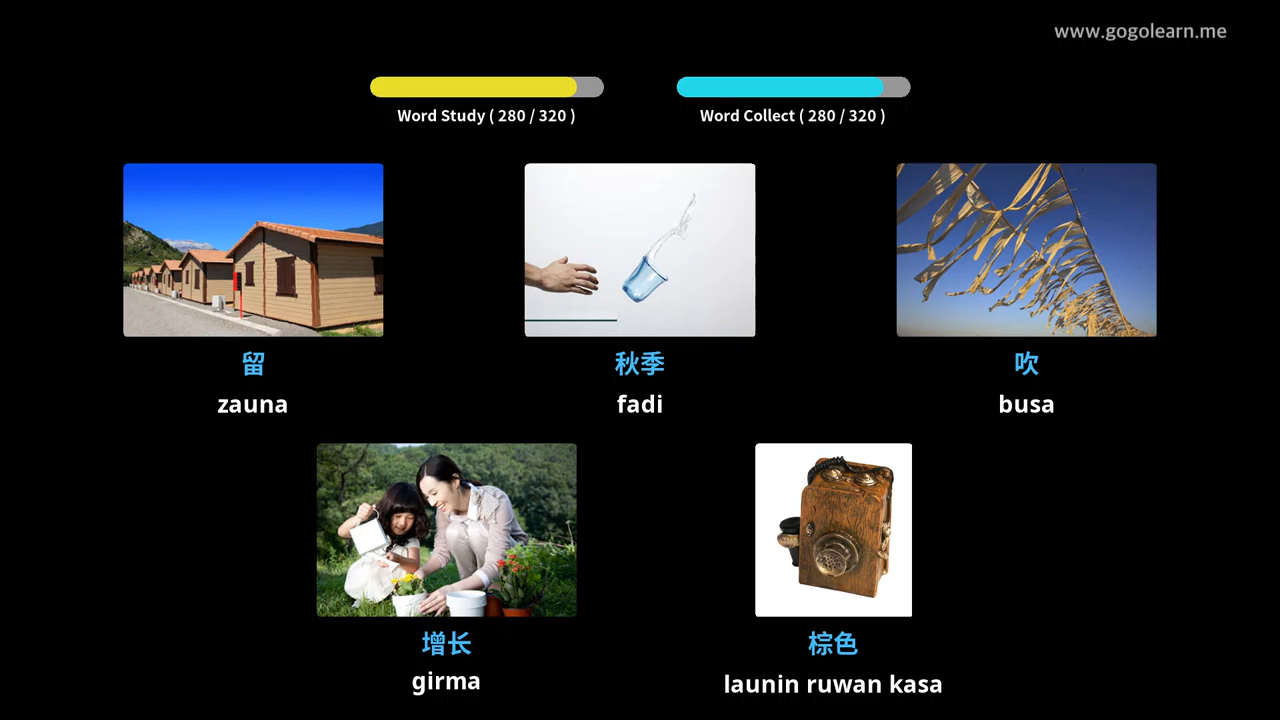 www.gogolearn.me
Word Study ( 280 / 320 )
Word Collect ( 280 / 320 )
留
zauna
秋季
fadi
吹
busa
增长
girma
棕色
launin ruwan kasa